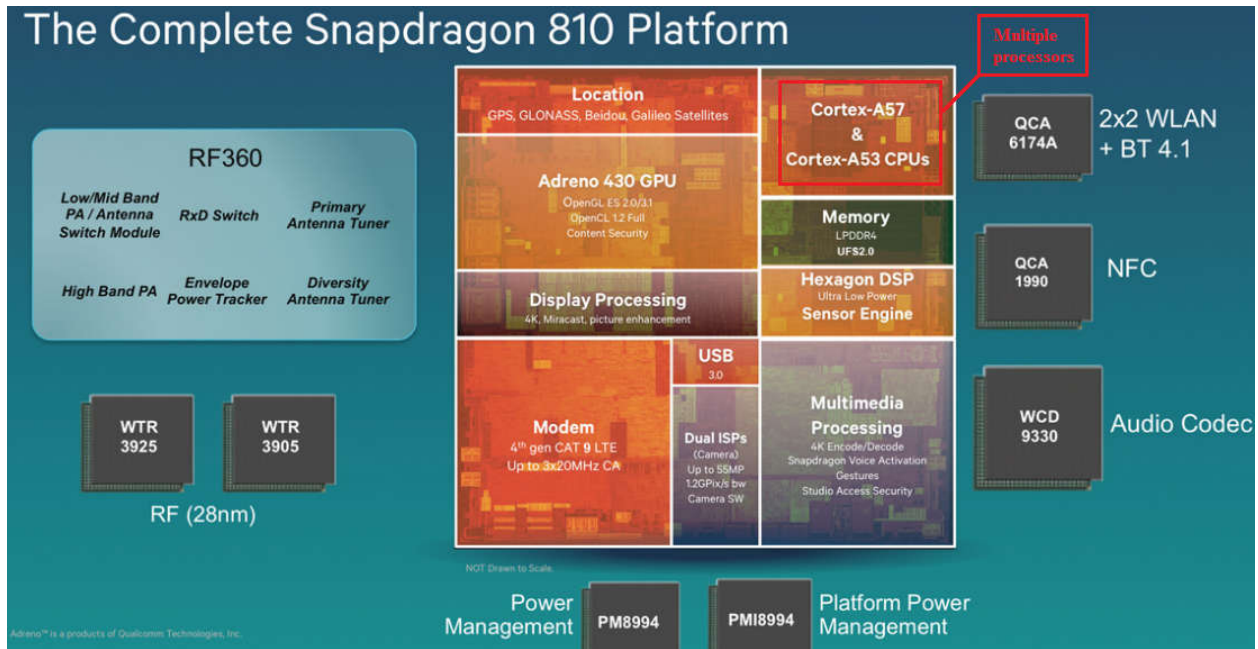 The Complete Snapdragon 810 Platform
Multiple
processors
RF360
Low/Mid Band
PA / Antenna
Switch Module
RxD Switch
Primary
Antenna Tuner
High Band PA
Envelope
Power Tracker
Diversity
Antenna Tuner
WTR
3925
WTR
3905
RF (28nm)
Location
GPS, GLONASS, Beidou, Galileo Satellites
Adreno 430 GPU
OpenGL ES 2.0/3.1
OpenCL 1.2 Full
Content Security
Display Processing
4K, Miracast, picture enhancement
Modem
4th gen CAT 9 LTE
Up to 3x20MHz CA
USB
3.0
Dual ISPs
(Camera)
Up to 55MP
1.2GPix/s bw
Camera SW
Cortex-A57
&
Cortex-A53 CPUs
Memory
LPDDR4
UFS2.0
Hexagon DSP
Ultra Low Power
Sensor Engine
Multimedia
Processing
4K Encode/Decode
Snapdragon Voice Activation
Gestures
Studio Access Security
QCA
6174A
2x2 WLAN
+ BT 4.1
QCA
1990
NFC
WCD
9330
Audio Codec
NOT Drawn to Scale.
Power
Management
PM8994
PMI8994
Platform Power
Management
Adreno™ is a products of Qualcomm Technologies, Inc.